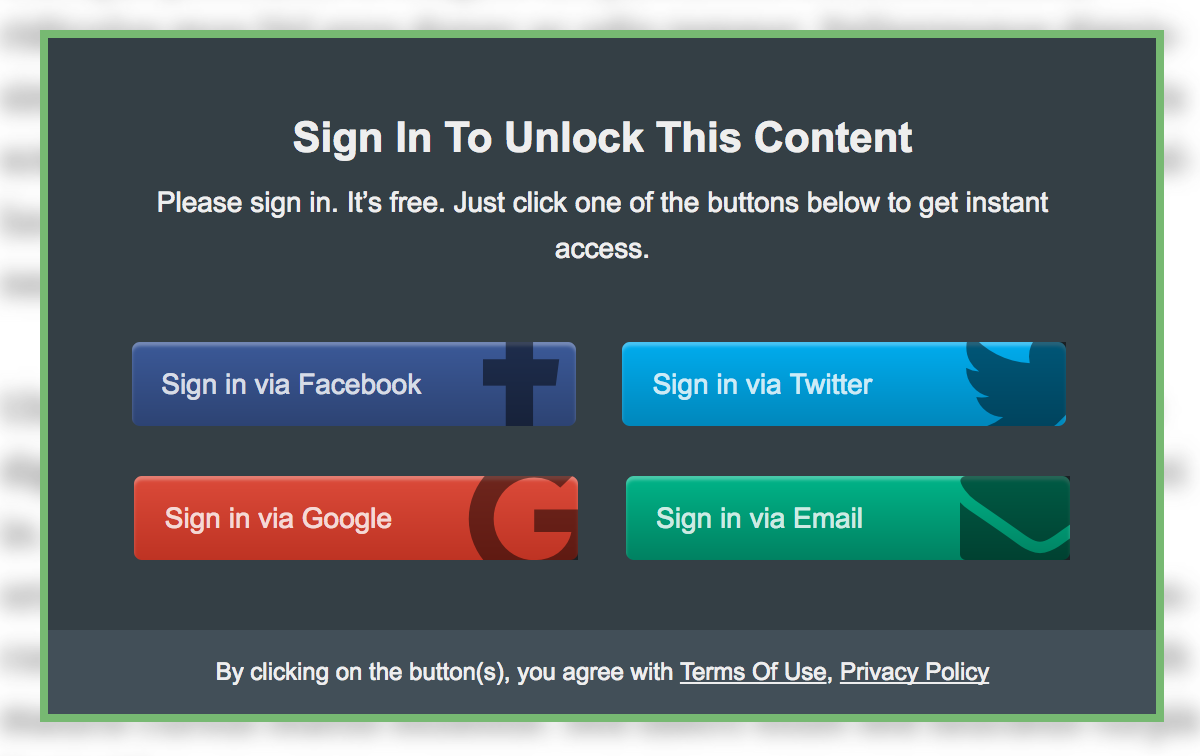 Sign In To Unlock This Content
Please sign in. It’s free. Just click one of the buttons below to get instant
access.
Sign in via Facebook
Sign in via Twitter
Sign in via Google
Sign in via Email
By clicking on the button(s), you agree with Terms Of Use, Privacy Policy